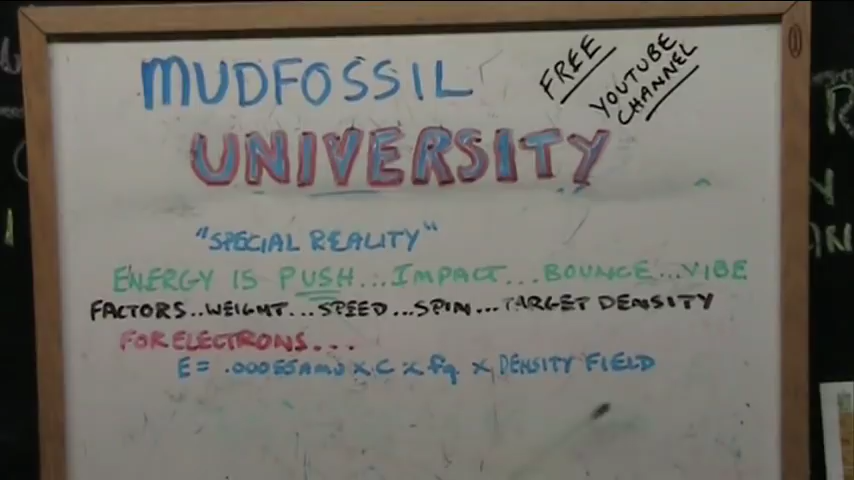 MUDFOSSIL
UNIVERSITY
FREE
YOUTUBE
CHANNEL
"SPECIAL REALITY"
ENERGY IS PUSH...IMPACT...BOUNCE...VIBE
FACTORS..WEIGHT...SPEED...SPIN...TARGET DENSITY
FOR ELECTRONS...
E = .00055AMU x C x fq x DENSITY FIELD